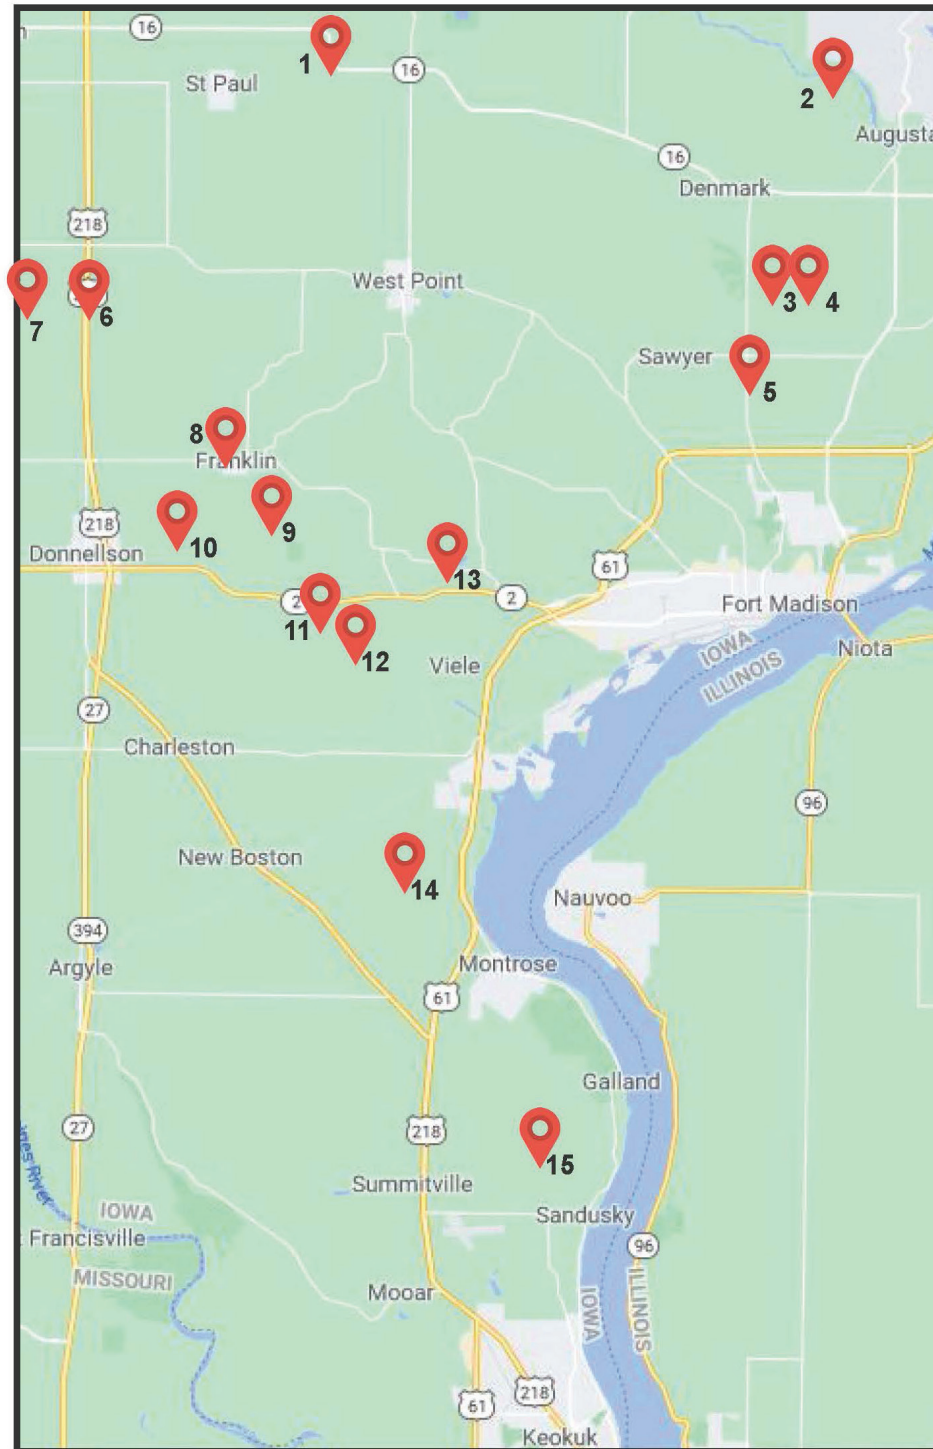 16
1
St Paul
16
2
Augusta
16
Denmark
218
West Point
3
4
7
6
Sawyer
5
8
Franklin
9
218
10
Donnellson
13
61
2
11
2
12
Fort Madison
IOWA
ILLINOIS
Niota
Viele
27
Charleston
96
New Boston
14
Nauvoo
394
Argyle
Montrose
61
Galland
27
218
15
Summitville
IOWA
Sandusky
Francisville
96
MISSOURI
Mooar
IOWA
ILLINOIS
218
61
Keokuk